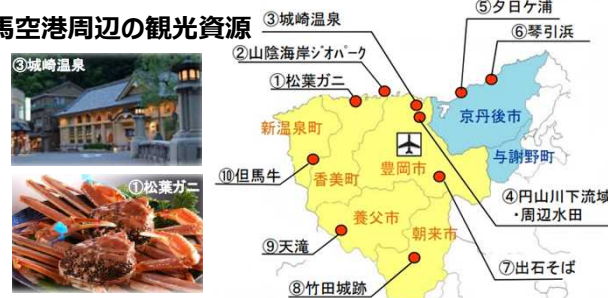 馬空港周辺の観光資源
③城崎温泉
①松葉ガニ
③城崎温泉
②山陰海岸ｼﾞｵﾊﾟｰｸ
①松葉ガニ
⑤夕日ケ浦
⑥琴引浜
京丹後市
与謝野町
新温泉町
香美町
豊岡市
⑩但馬牛
養父市
朝来市
④円山川下流域
・周辺水田
⑨天滝
⑦出石そば
⑧竹田城跡